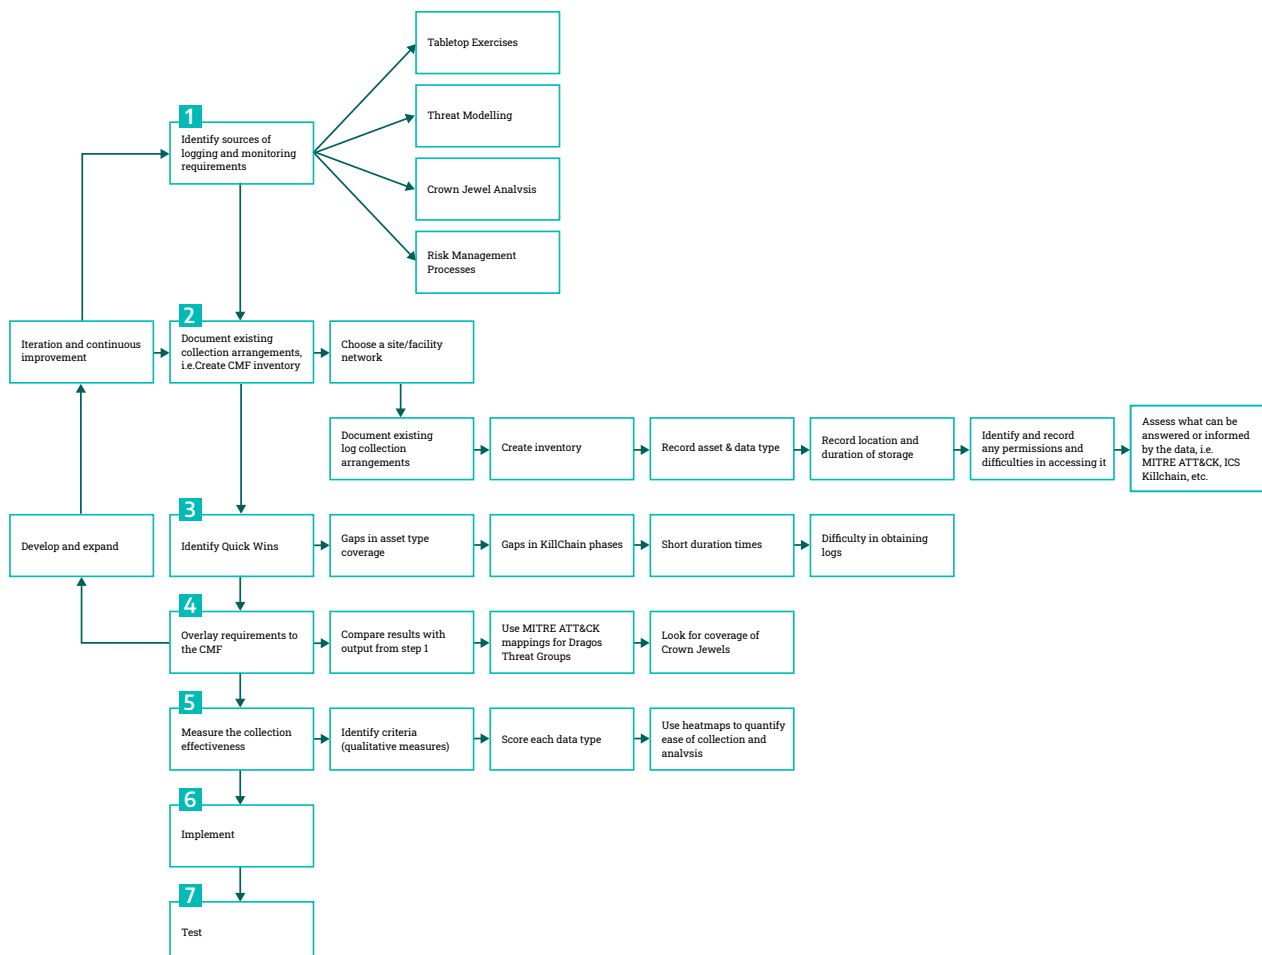 Tabletop Exercises
Threat Modelling
1
Identify sources of
logging and monitoring
requirements
Crown Jewel Analvsis
Risk Management
Processes
Iteration and continuous
improvement
2
Document existing
collection arrangements,
i.e.Create CMF inventory
Choose a site/facility
network
Document existing
log collection
arrangements
Create inventory
Record asset & data type
Record location and
duration of storage
Identify and record
any permissions and
difficulties in accessing it
Assess what can be
answered or informed
by the data, i.e.
MITRE ATT&CK, ICS
Killchain, etc.
Develop and expand
3
Identify Quick Wins
Gaps in asset type
coverage
Gaps in KillChain phases
Short duration times
Difficulty in obtaining
logs
4
Overlay requirements to
the CMF
Compare results with
output from step 1
Use MITRE ATT&CK
mappings for Dragos
Threat Groups
Look for coverage of
Crown Jewels
5
Measure the collection
effectiveness
Identify criteria
(qualitative measures)
Score each data type
Use heatmaps to quantify
ease of collection and
analvsis
6
Implement
7
Test